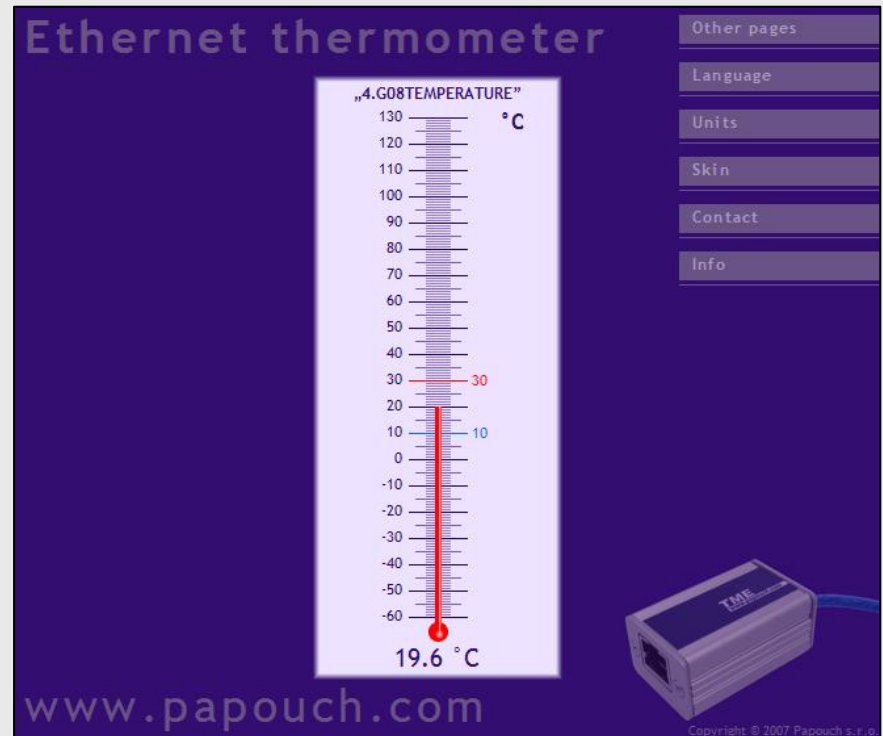 Ethernet thermometer
Other pages
Language
Units
Skin
Contact
Info
„4.G08TEMPERATURE”
°C
130
120
110
100
90
80
70
60
50
40
30 30
20
10 10
0
-10
-20
-30
-40
-50
-60
19.6 °C
TME
www.papouch.com
Copyright © 2007 Papouch s.r.o.